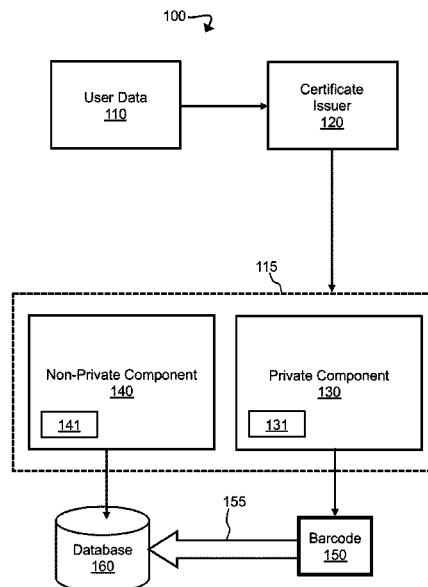 100
User Data
110
Certificate
Issuer
120
115
Non-Private Component
140
141
Private Component
130
131
155
Database
160
Barcode
150